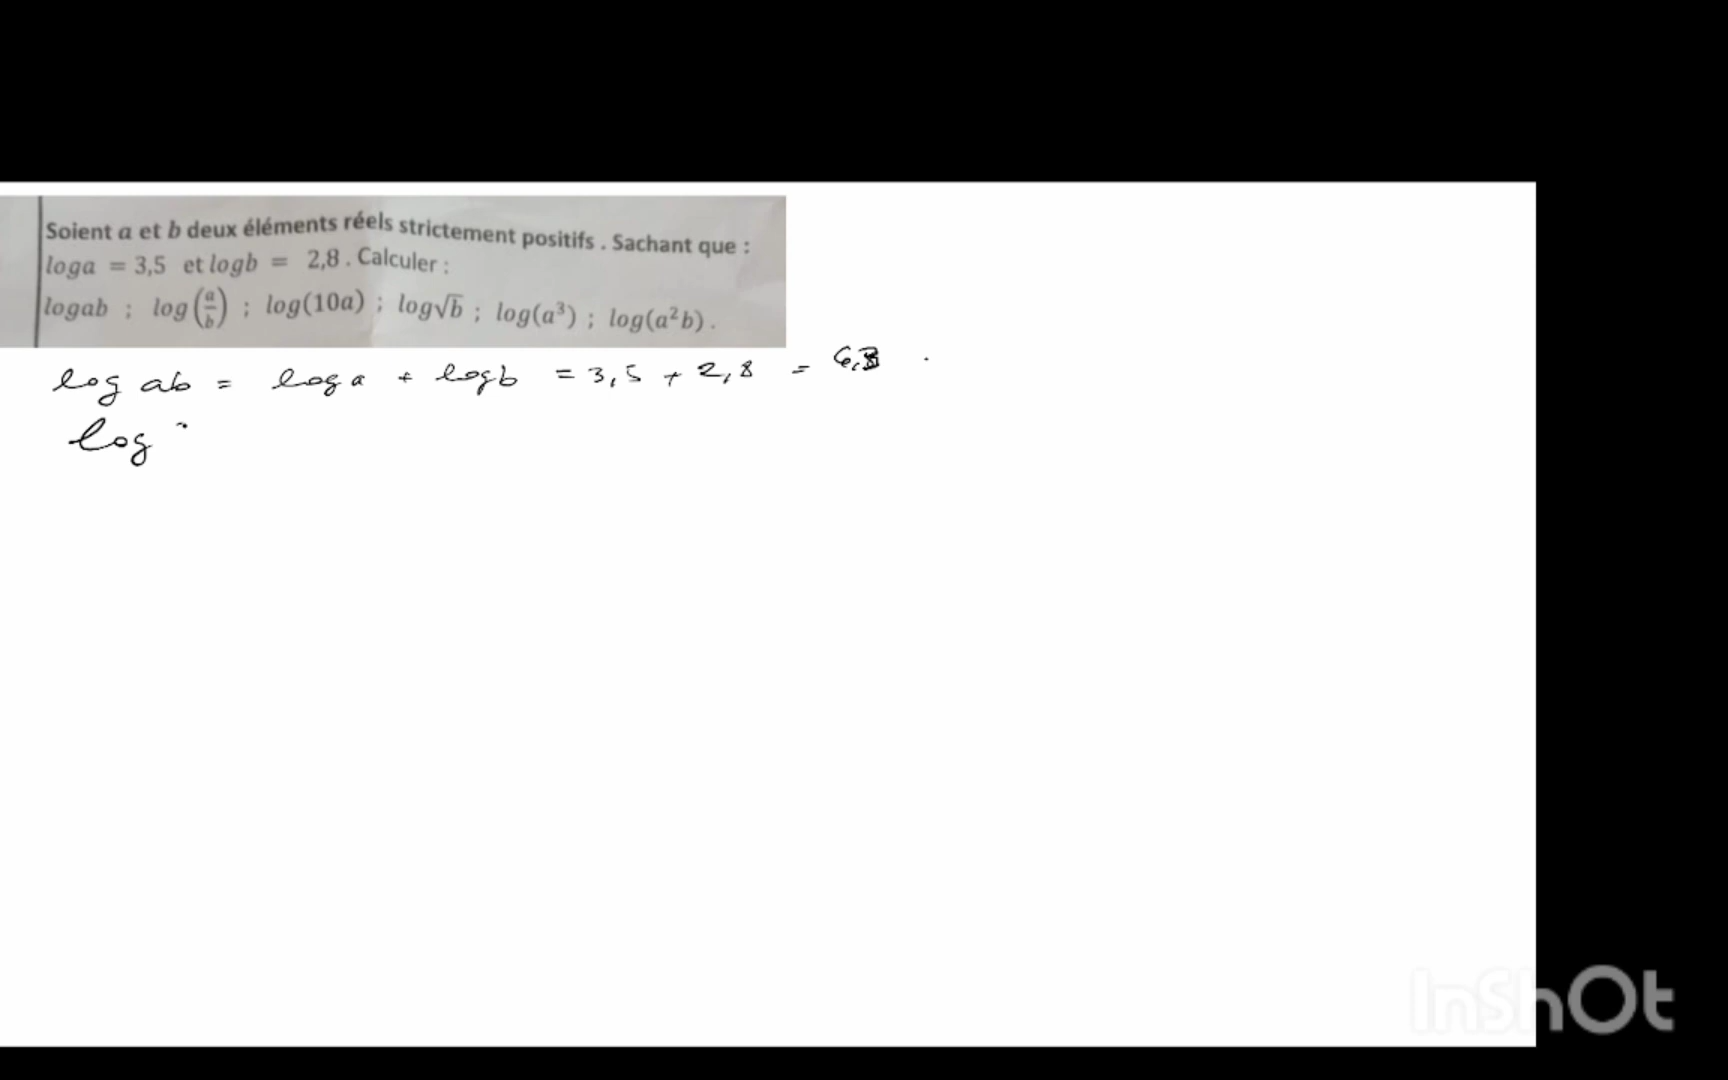 Soient a et b deux éléments réels strictement positifs . Sachant que :
loga = 3,5 et logb = 2,8 . Calculer :
logab ; log(a/b) ; log(10a) ; log√b ; log(a³) ; log(a²b) .
log ab = log a + log b = 3,5 + 2,8 = 6,3 .
log
InShOt